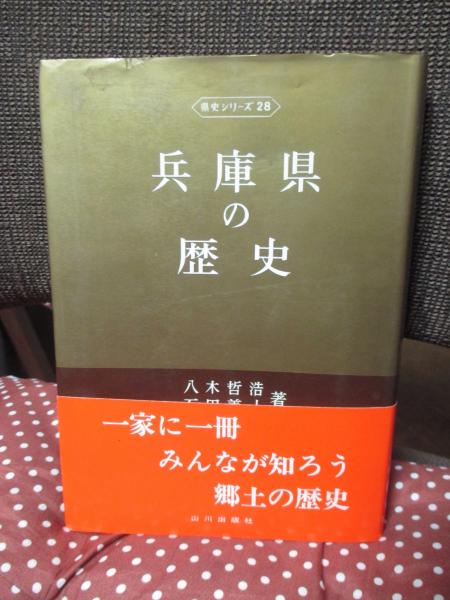 県史シリーズ28
兵庫県
の
歴史
八木哲浩
著
一家に一冊
みんなが知ろう
郷土の歴史
山川出版社